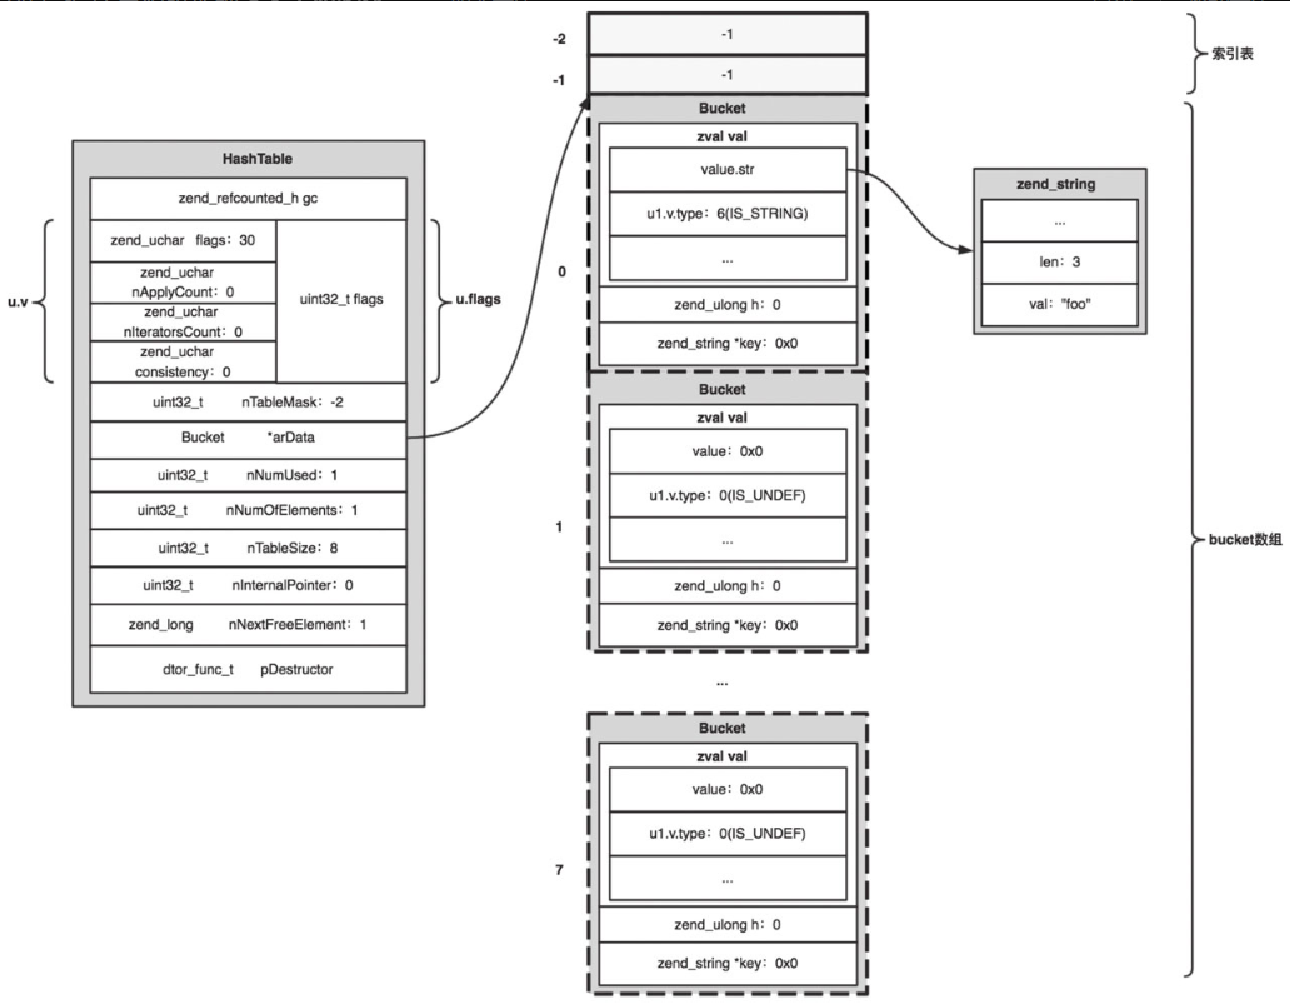 HashTable
zend_refcounted_h gc
zend_uchar flags：30
zend_uchar
nApplyCount：0
zend_uchar
nIteratorsCount：0
zend_uchar
consistency：0
uint32_t flags
u.v
u.flags
uint32_t nTableMask：-2
Bucket *arData
uint32_t nNumUsed：1
uint32_t nNumOfElements：1
uint32_t nTableSize：8
uint32_t nInternalPointer：0
zend_long nNextFreeElement：1
dtor_func_t pDestructor
-2
-1
-1
-1
索引表
0
Bucket
zval val
value.str
u1.v.type：6(IS_STRING)
...
zend_ulong h：0
zend_string *key：0x0
zend_string
...
len：3
val："foo"
1
Bucket
zval val
value：0x0
u1.v.type：0(IS_UNDEF)
...
zend_ulong h：0
zend_string *key：0x0
bucket数组
...
7
Bucket
zval val
value：0x0
u1.v.type：0(IS_UNDEF)
...
zend_ulong h：0
zend_string *key：0x0